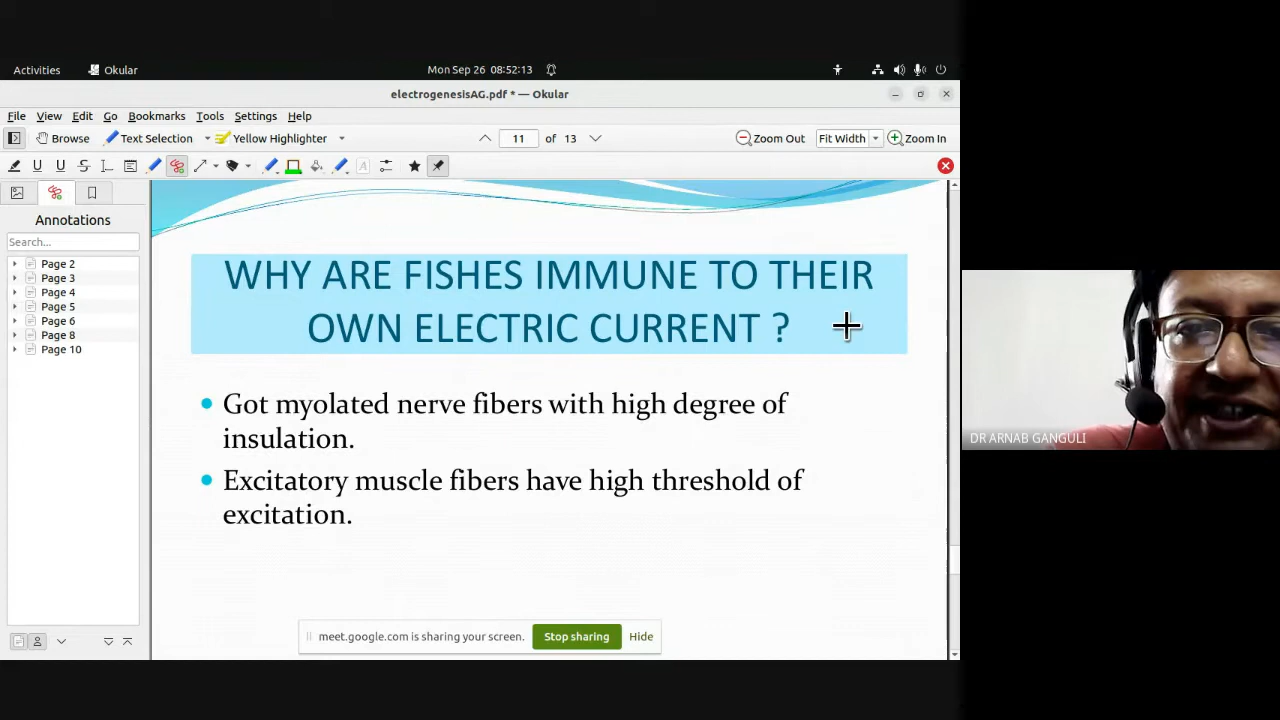 Activities Okular Mon Sep 26 08:52:13
electrogenesisAG.pdf * — Okular
File View Edit Go Bookmarks Tools Settings Help
Browse Text Selection Yellow Highlighter 11 of 13 Zoom Out Fit Width Zoom In
Annotations
Search...
Page 2
Page 3
Page 4
Page 5
Page 6
Page 8
Page 10
WHY ARE FISHES IMMUNE TO THEIR
OWN ELECTRIC CURRENT ?
Got myolated nerve fibers with high degree of
insulation.
Excitatory muscle fibers have high threshold of
excitation.
meet.google.com is sharing your screen. Stop sharing Hide
DR ARNAB GANGULI